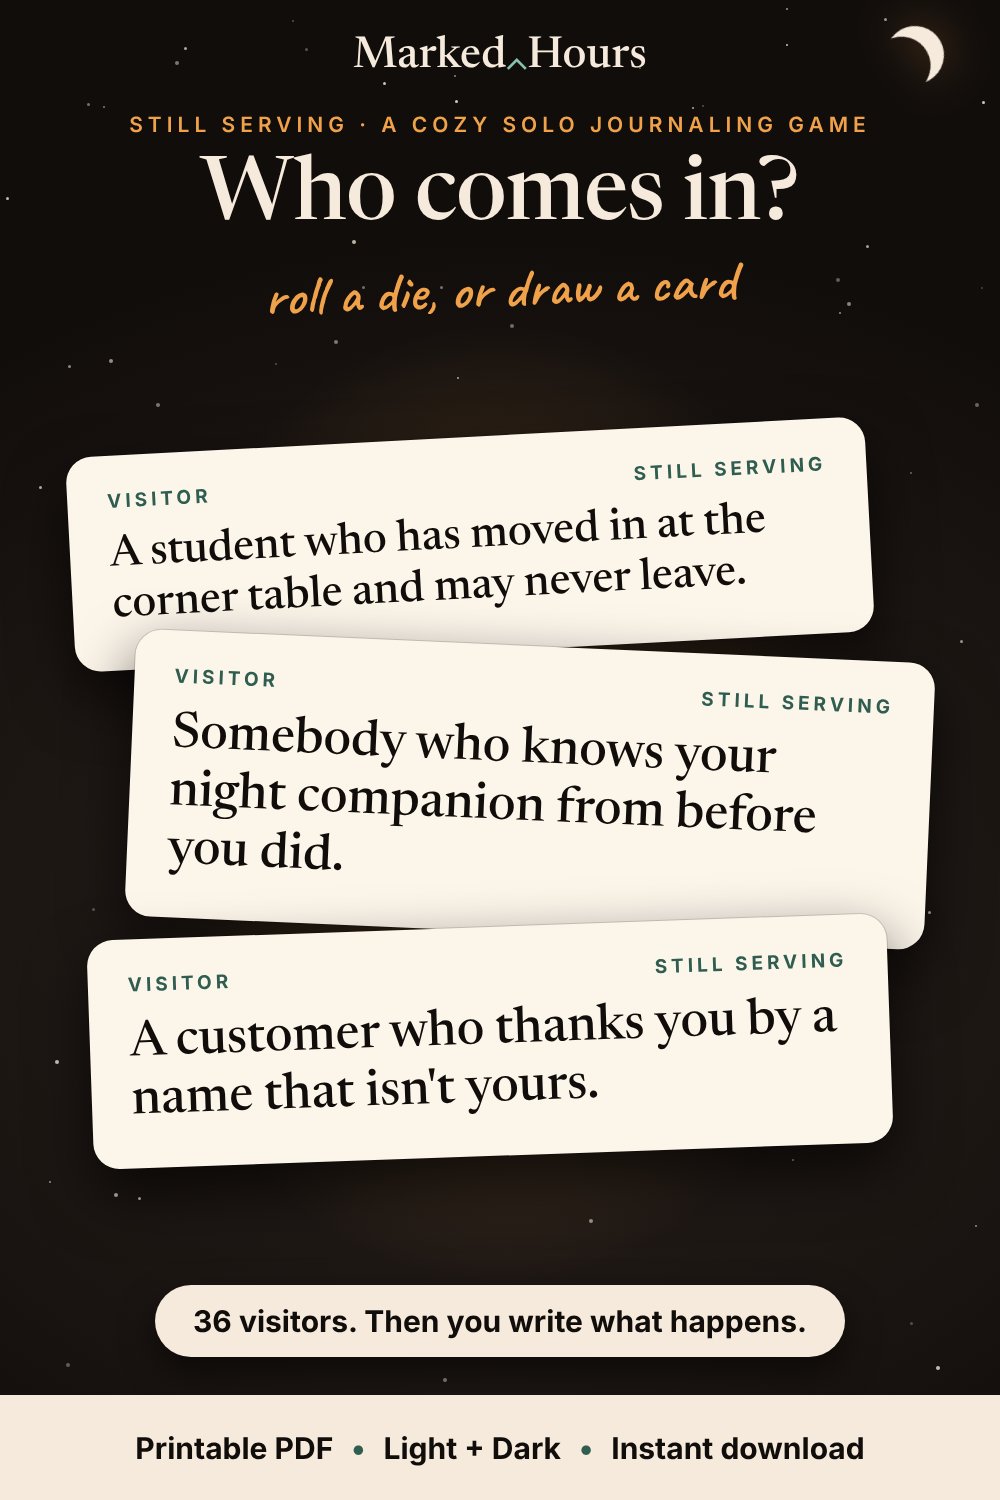 Marked‸Hours
STILL SERVING · A COZY SOLO JOURNALING GAME
Who comes in?
roll a die, or draw a card
VISITOR
STILL SERVING
A student who has moved in at the
corner table and may never leave.
VISITOR
STILL SERVING
Somebody who knows your
night companion from before
you did.
VISITOR
STILL SERVING
A customer who thanks you by a
name that isn't yours.
36 visitors. Then you write what happens.
Printable PDF • Light + Dark • Instant download